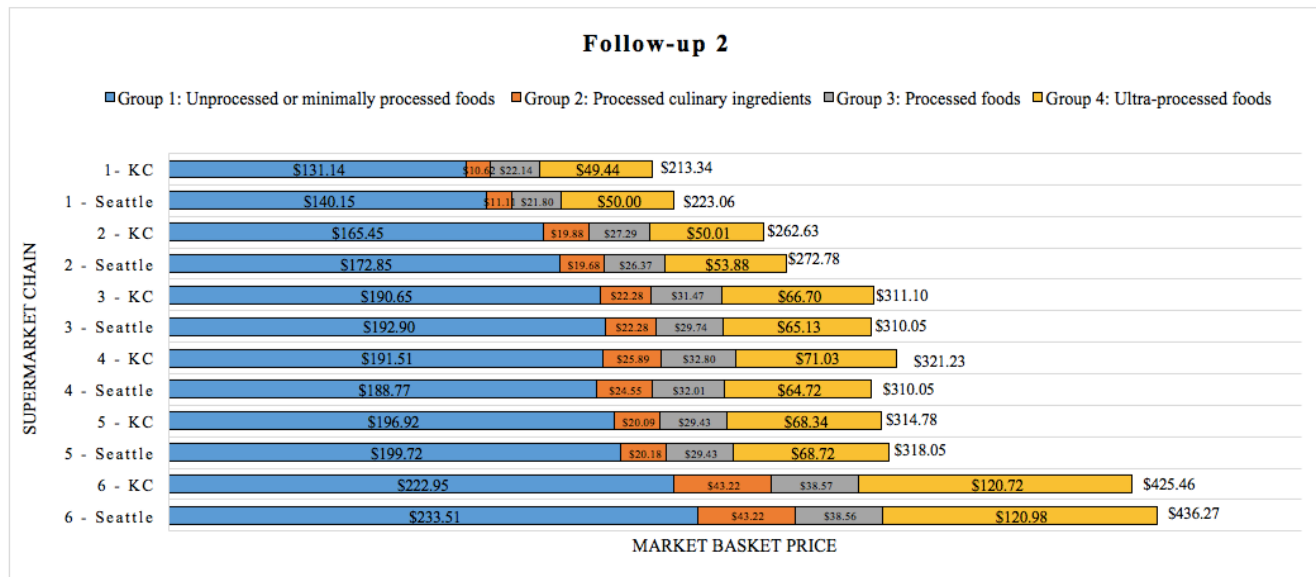 Follow-up 2
Group 1: Unprocessed or minimally processed foods Group 2: Processed culinary ingredients Group 3: Processed foods Group 4: Ultra-processed foods
SUPERMARKET CHAIN
1- KC $131.14 $10.62 $22.14 $49.44 $213.34
1 - Seattle $140.15 $11.11 $21.80 $50.00 $223.06
2 - KC $165.45 $19.88 $27.29 $50.01 $262.63
2 - Seattle $172.85 $19.68 $26.37 $53.88 $272.78
3 - KC $190.65 $22.28 $31.47 $66.70 $311.10
3 - Seattle $192.90 $22.28 $29.74 $65.13 $310.05
4 - KC $191.51 $25.89 $32.80 $71.03 $321.23
4 - Seattle $188.77 $24.55 $32.01 $64.72 $310.05
5 - KC $196.92 $20.09 $29.43 $68.34 $314.78
5 - Seattle $199.72 $20.18 $29.43 $68.72 $318.05
6 - KC $222.95 $43.22 $38.57 $120.72 $425.46
6 - Seattle $233.51 $43.22 $38.56 $120.98 $436.27
MARKET BASKET PRICE